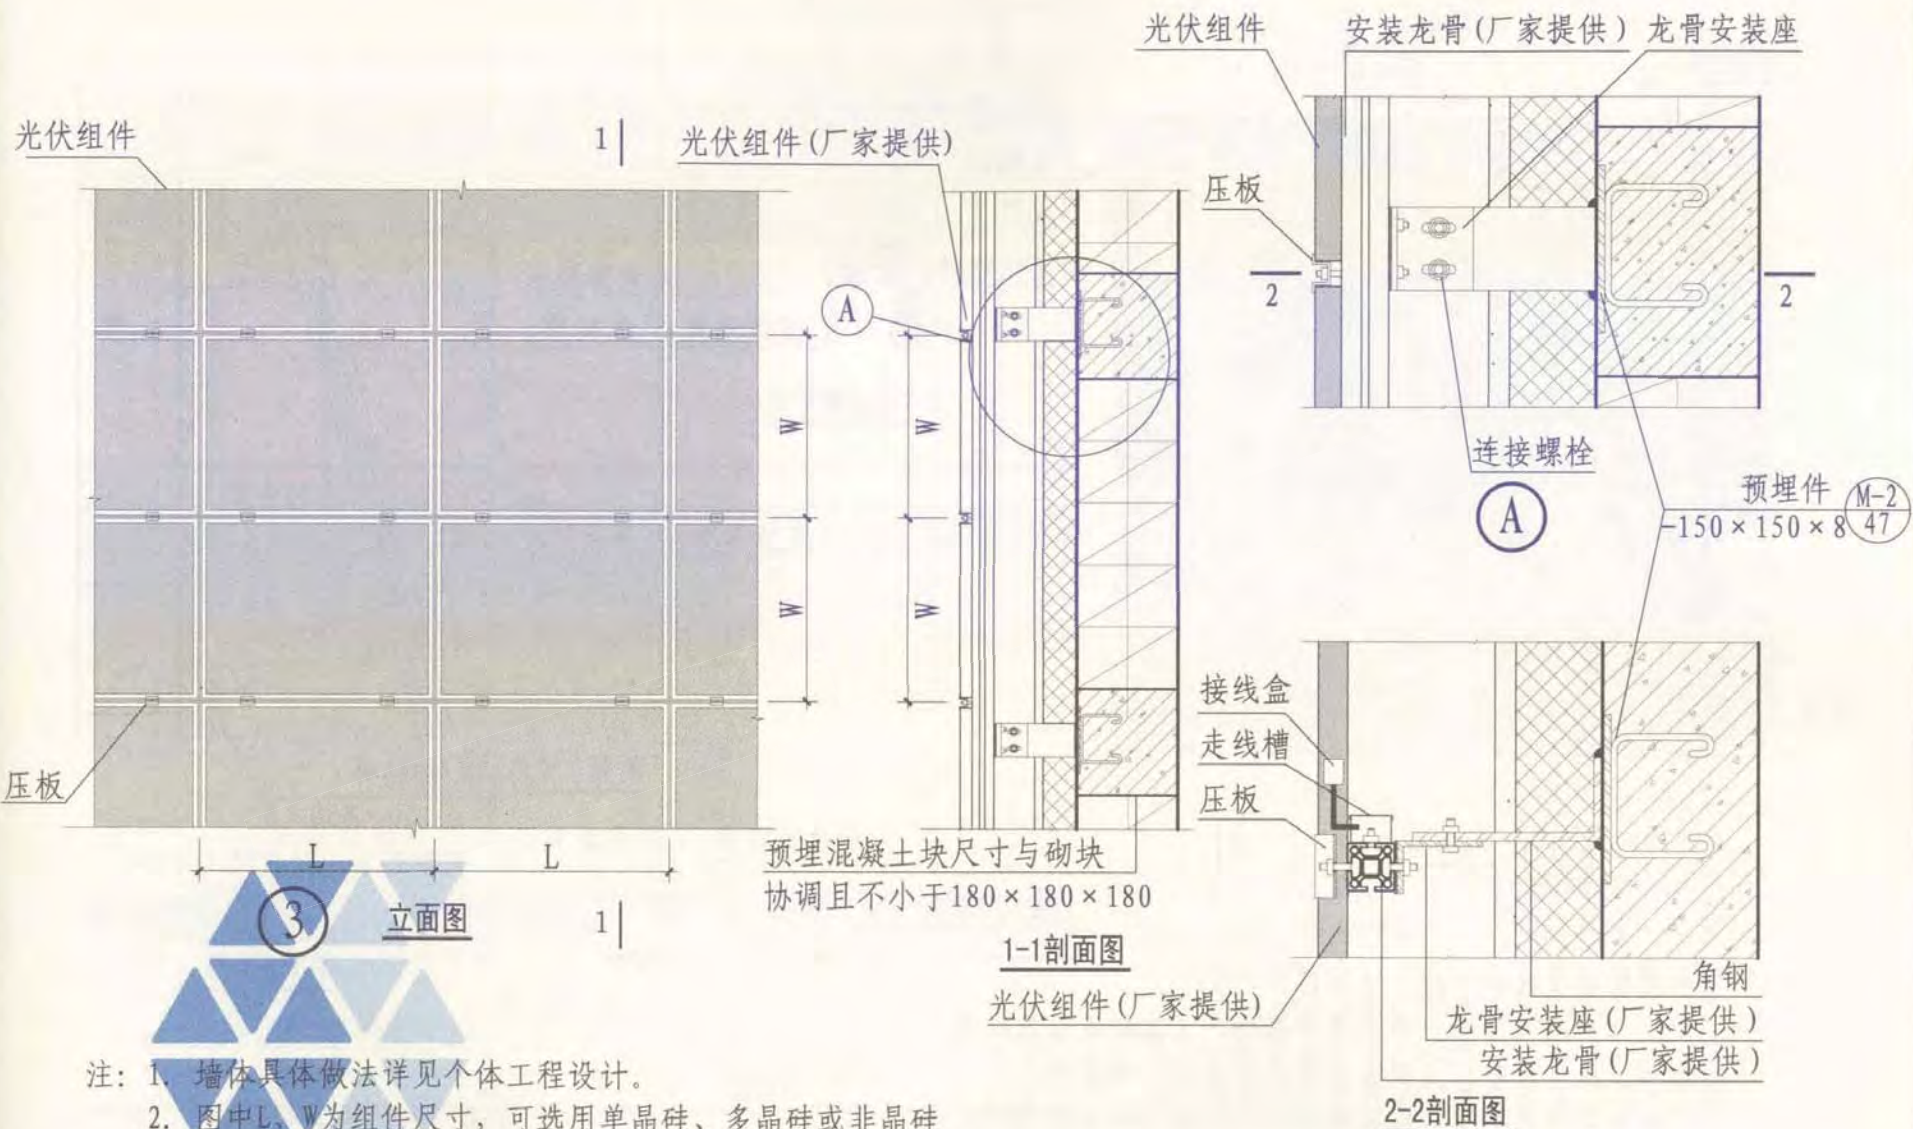 光伏组件
1
光伏组件(厂家提供)
A
W
W
W
W
压板
L
L
3
立面图
1
预埋混凝土块尺寸与砌块
协调且不小于180×180×180
1-1剖面图
光伏组件
安装龙骨(厂家提供)
龙骨安装座
压板
2
2
连接螺栓
A
预埋件
-150×150×8
M-2
47
接线盒
走线槽
压板
光伏组件(厂家提供)
角钢
龙骨安装座(厂家提供)
安装龙骨(厂家提供)
2-2剖面图
注: 1. 墙体具体做法详见个体工程设计。
2. 图中L、W为组件尺寸, 可选用单晶硅、多晶硅或非晶硅